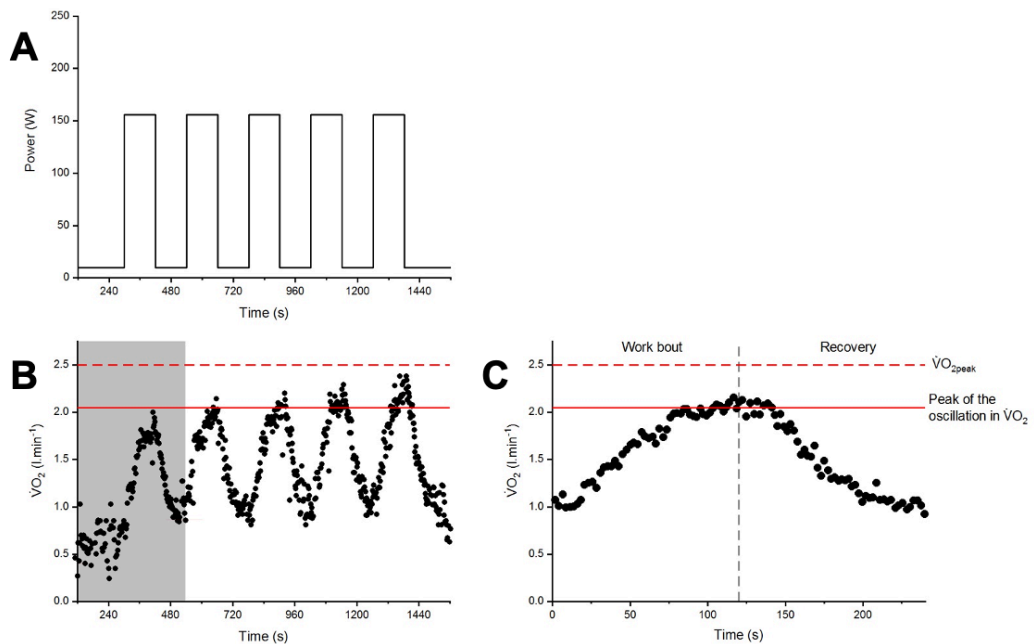 A
250
200
150
100
50
0
Power (W)
240 480 720 960 1200 1440
Time (s)
B
2.5
2.0
1.5
1.0
0.5
0.0
V̇O₂ (l.min⁻¹)
240 480 720 960 1200 1440
Time (s)
C
Work bout Recovery
2.5
2.0
1.5
1.0
0.5
0.0
V̇O₂ (l.min⁻¹)
0 50 100 150 200
Time (s)
V̇O₂peak
Peak of the
oscillation in V̇O₂